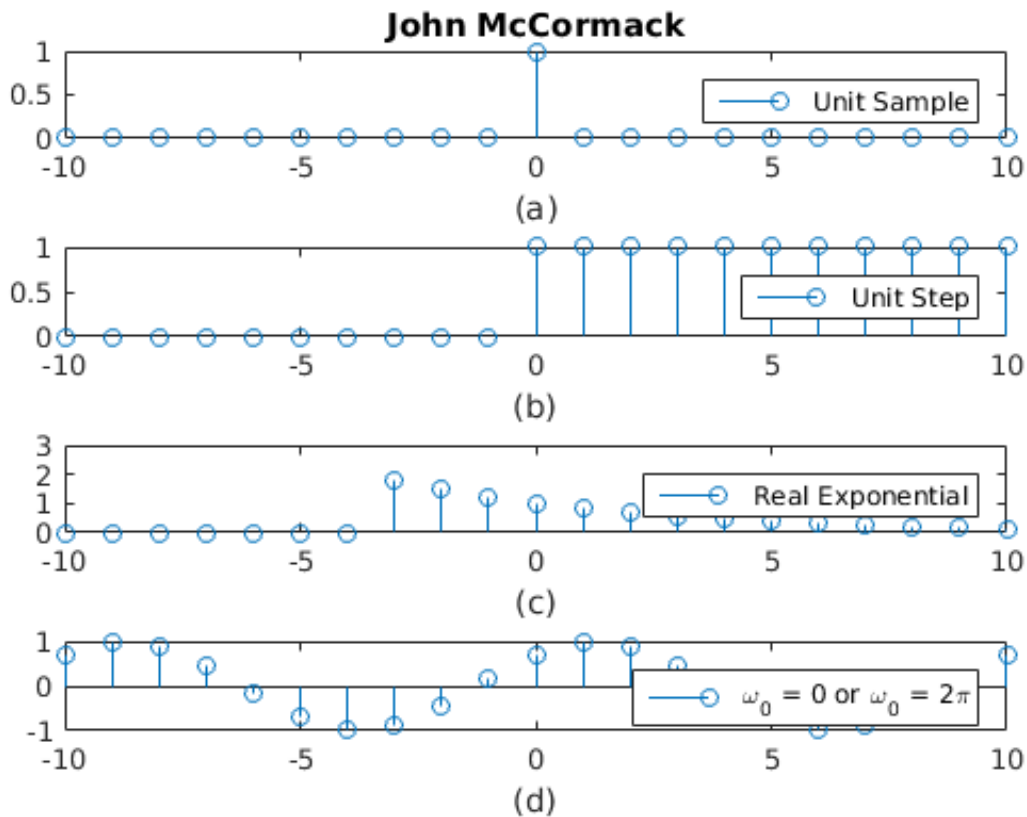 John McCormack
1
0.5
0
Unit Sample
-10 -5 0 5 10
(a)
1
0.5
0
Unit Step
-10 -5 0 5 10
(b)
3
2
1
0
Real Exponential
-10 -5 0 5 10
(c)
1
0
-1
ω₀ = 0 or ω₀ = 2π
-10 -5 0 5 10
(d)